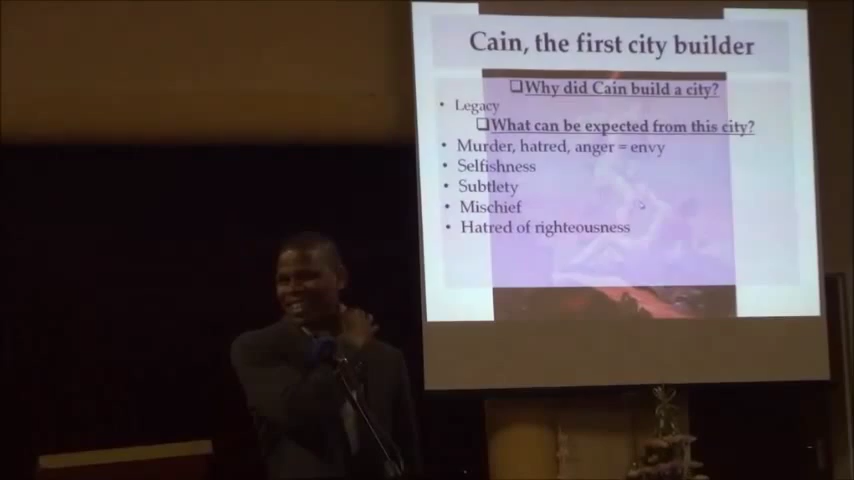 Cain, the first city builder
❑Why did Cain build a city?
• Legacy
❑What can be expected from this city?
• Murder, hatred, anger = envy
• Selfishness
• Subtlety
• Mischief
• Hatred of righteousness